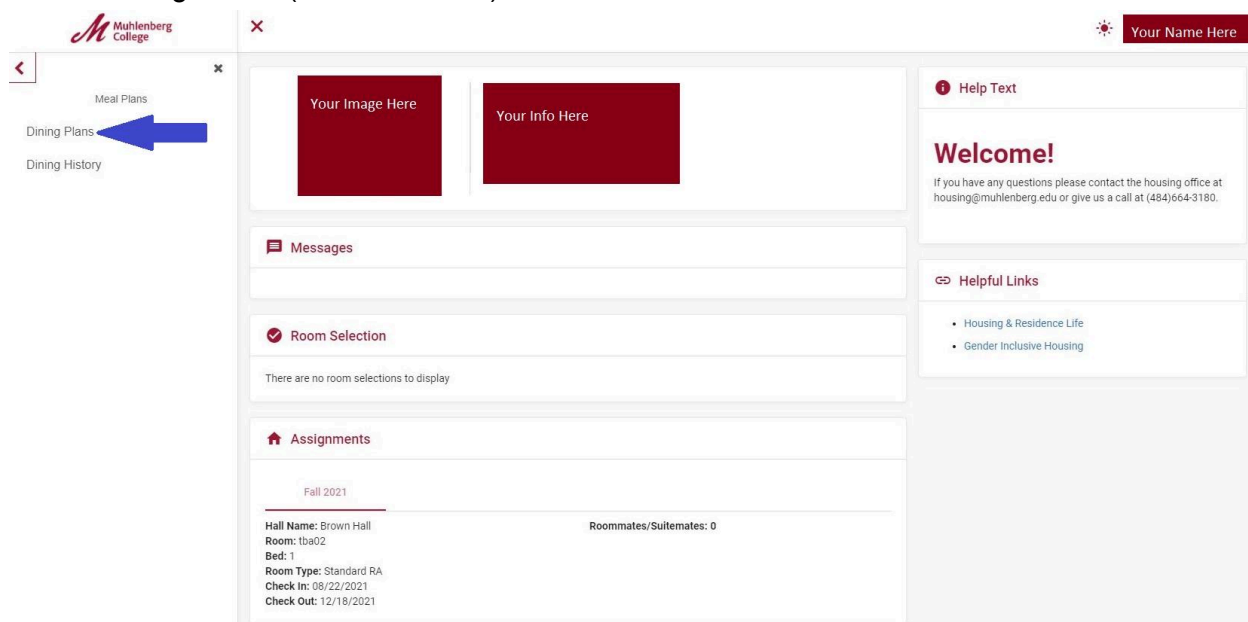 Muhlenberg
College
Your Name Here
Meal Plans
Dining Plans
Dining History
Your Image Here
Your Info Here
Messages
Room Selection
There are no room selections to display
Assignments
Fall 2021
Hall Name: Brown Hall
Room: tba02
Bed: 1
Room Type: Standard RA
Check In: 08/22/2021
Check Out: 12/18/2021
Roommates/Suitemates: 0
Help Text
Welcome!
If you have any questions please contact the housing office at
housing@muhlenberg.edu or give us a call at (484)664-3180.
Helpful Links
Housing & Residence Life
Gender Inclusive Housing